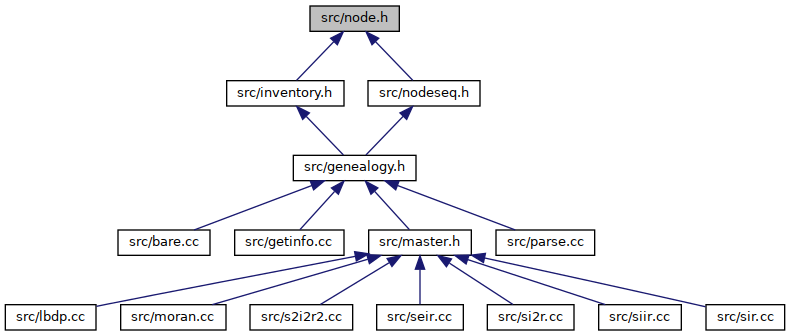 src/node.h
src/inventory.h
src/nodeseq.h
src/genealogy.h
src/bare.cc
src/getinfo.cc
src/master.h
src/parse.cc
src/lbdp.cc
src/moran.cc
src/s2i2r2.cc
src/seir.cc
src/si2r.cc
src/siir.cc
src/sir.cc